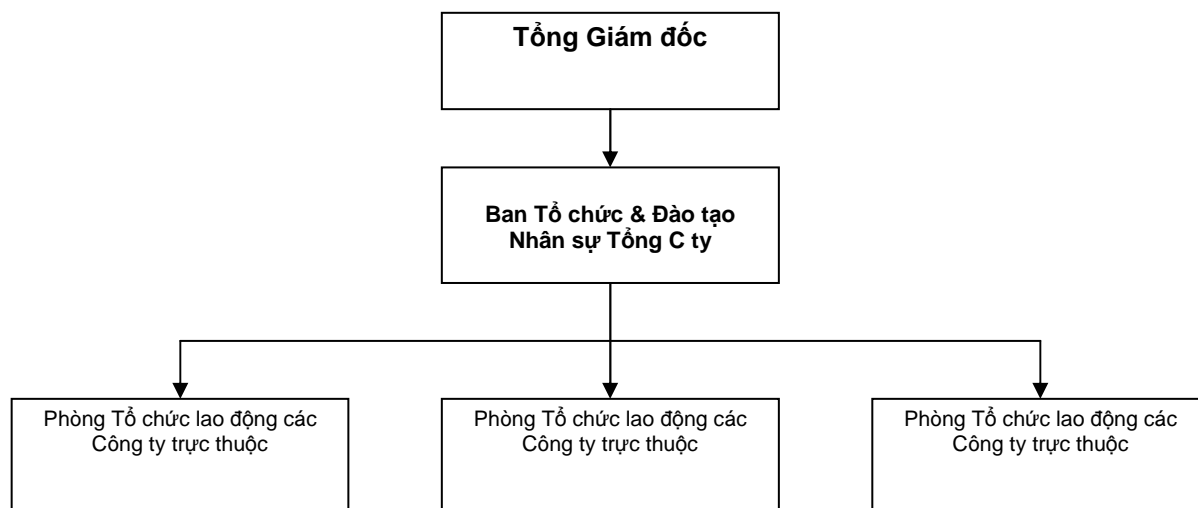 Tổng Giám đốc
Ban Tổ chức & Đào tạo
Nhân sự Tổng C ty
Phòng Tổ chức lao động các
Công ty trực thuộc
Phòng Tổ chức lao động các
Công ty trực thuộc
Phòng Tổ chức lao động các
Công ty trực thuộc